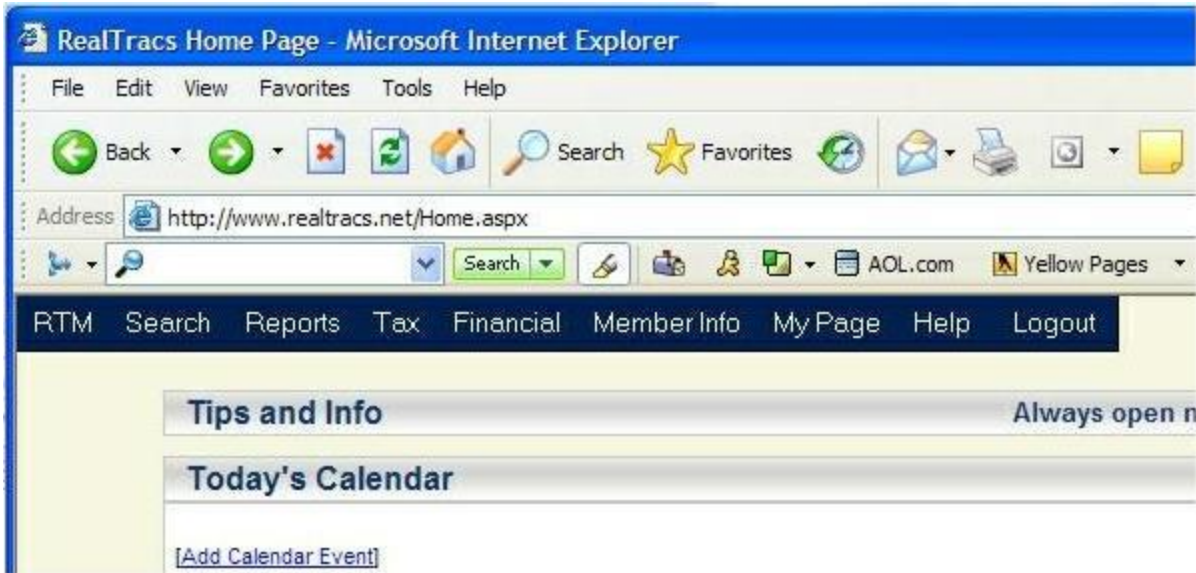 RealTracs Home Page - Microsoft Internet Explorer
File Edit View Favorites Tools Help
Back Search Favorites
Address http://www.realtracs.net/Home.aspx
Search AOL.com Yellow Pages
RTM Search Reports Tax Financial Member Info My Page Help Logout
Tips and Info Always open n
Today's Calendar
[Add Calendar Event]